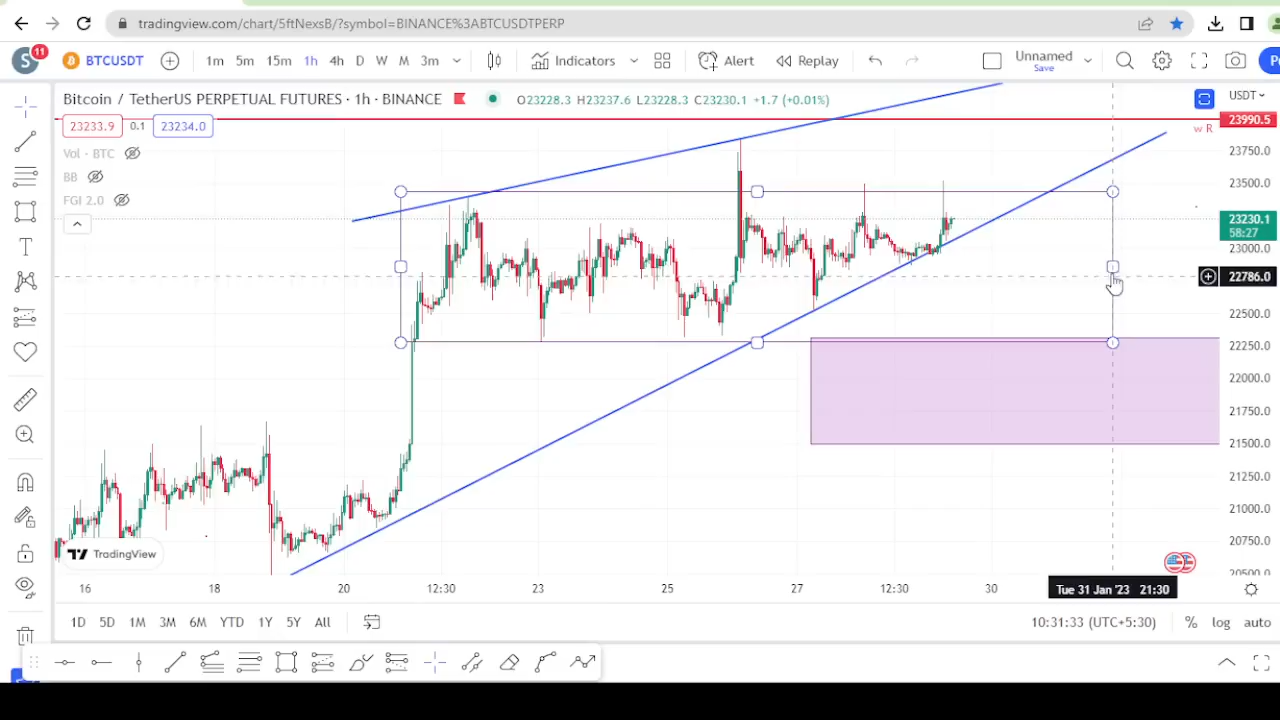 tradingview.com/chart/5ftNexsB/?symbol=BINANCE%3ABTCUSDTPERP
S 11 BTCUSDT 1m 5m 15m 1h 4h D W M 3m Indicators Alert Replay Unnamed Save
Bitcoin / TetherUS PERPETUAL FUTURES · 1h · BINANCE O23228.3 H23237.6 L23228.3 C23230.1 +1.7 (+0.01%) USDT
23233.9 0.1 23234.0
23990.5
w R
Vol · BTC
23750.0
BB
23500.0
FGI 2.0
23230.1
58:27
23000.0
22786.0
22500.0
22250.0
22000.0
21750.0
21500.0
21250.0
21000.0
20750.0
TradingView
20500.0
16 18 20 12:30 23 25 27 12:30 30 Tue 31 Jan '23 21:30
1D 5D 1M 3M 6M YTD 1Y 5Y All 10:31:33 (UTC+5:30) % log auto